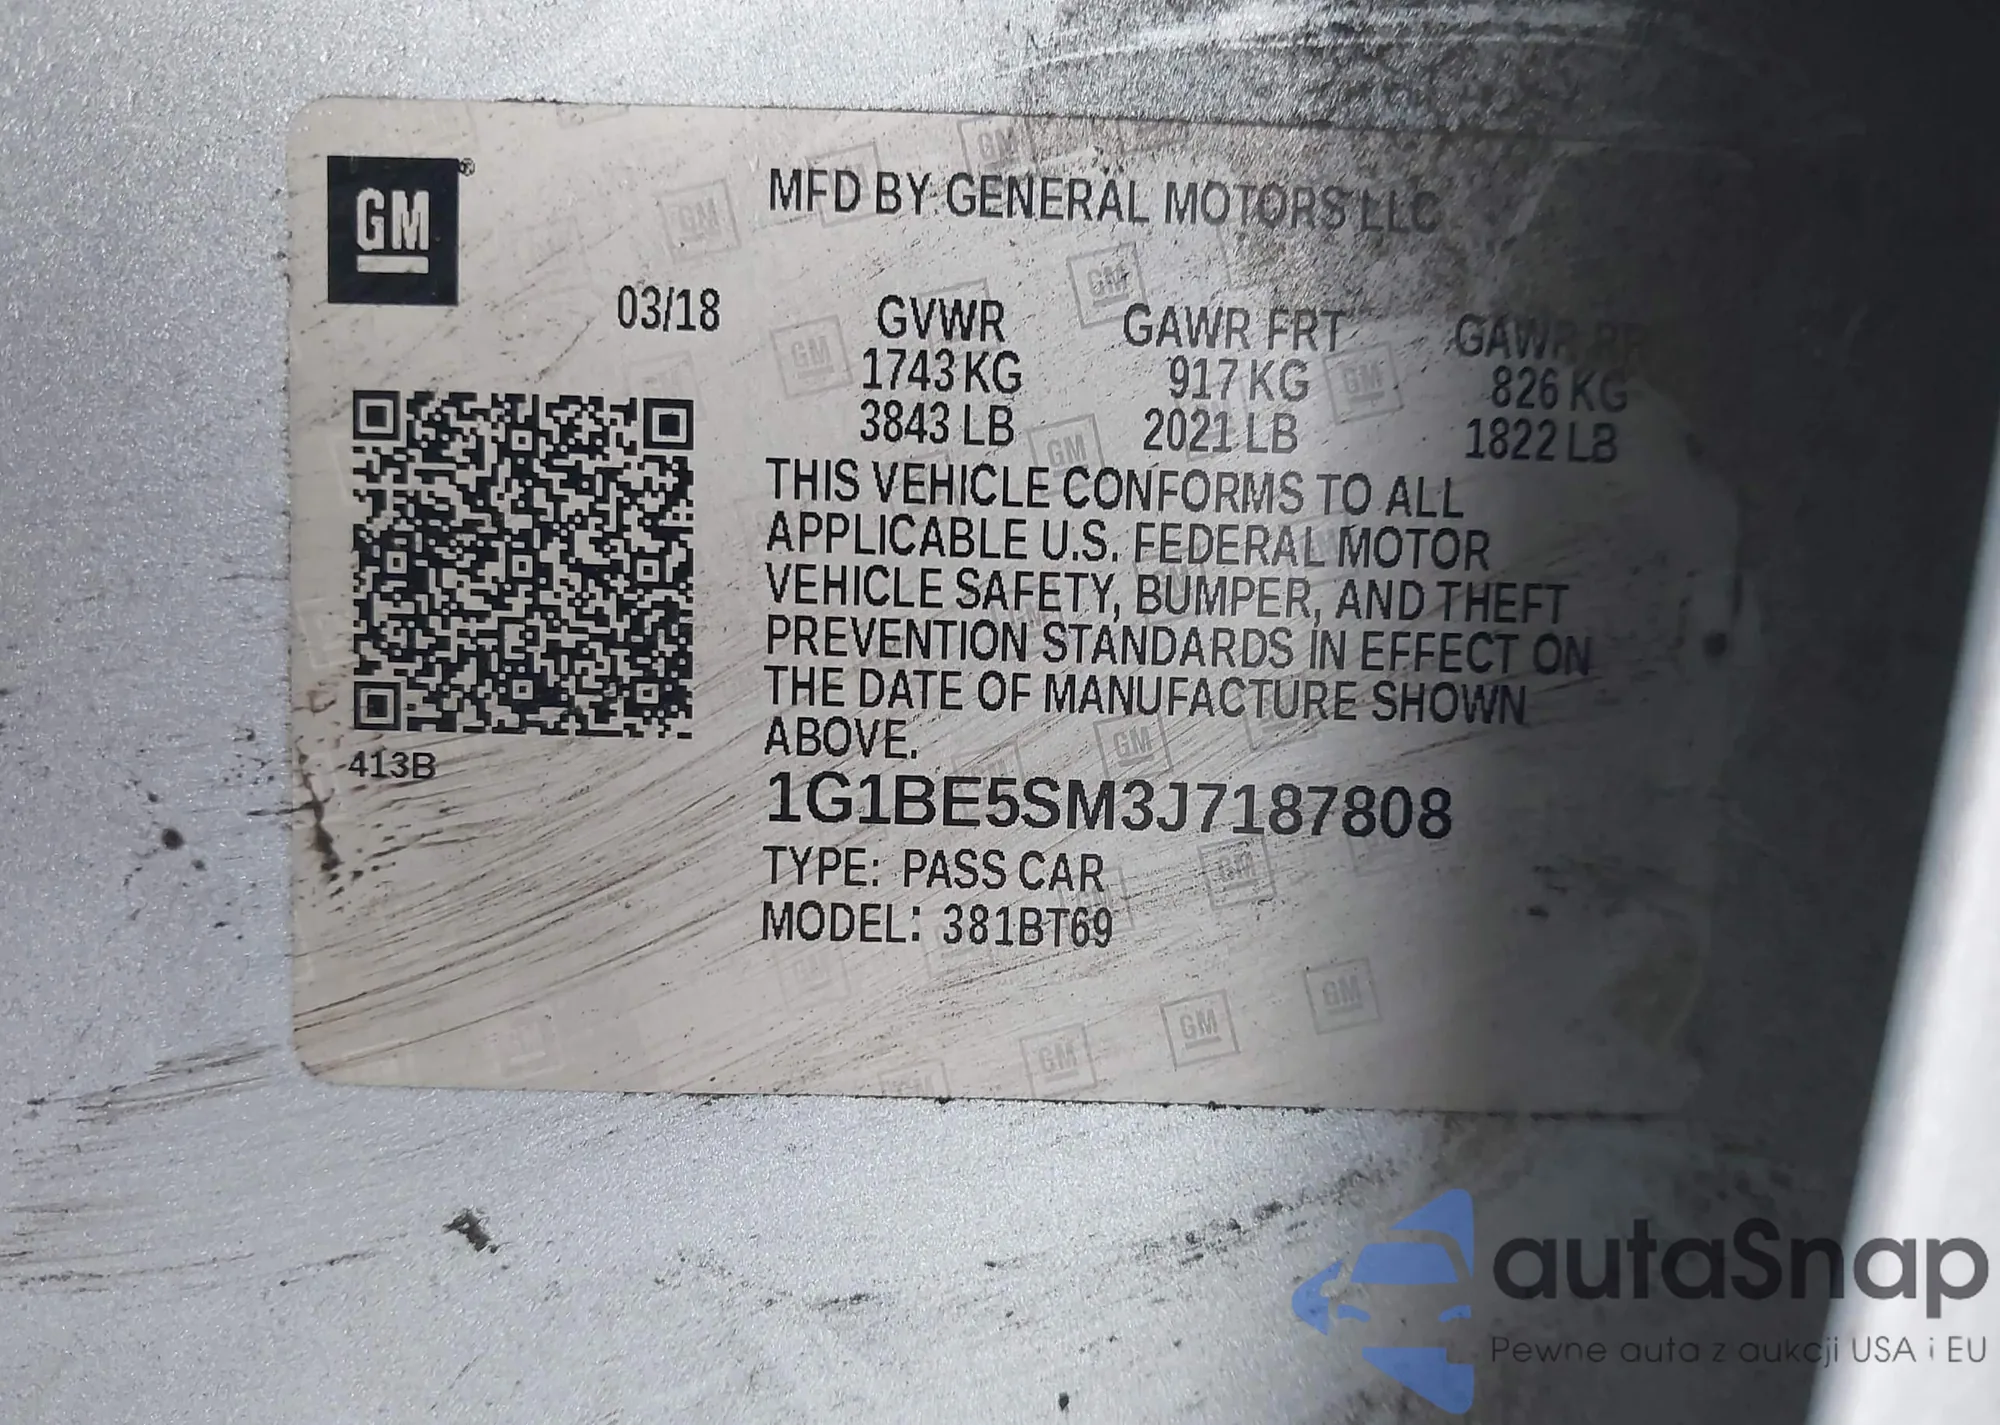 GM®
MFD BY GENERAL MOTORS LLC
03/18
GVWR GAWR FRT GAWR RR
1743 KG 917 KG 826 KG
3843 LB 2021 LB 1822 LB
THIS VEHICLE CONFORMS TO ALL
APPLICABLE U.S. FEDERAL MOTOR
VEHICLE SAFETY, BUMPER, AND THEFT
PREVENTION STANDARDS IN EFFECT ON
THE DATE OF MANUFACTURE SHOWN
ABOVE.
413B
1G1BE5SM3J7187808
TYPE: PASS CAR
MODEL: 381BT69
autaSnap
Pewne auta z aukcji USA i EU